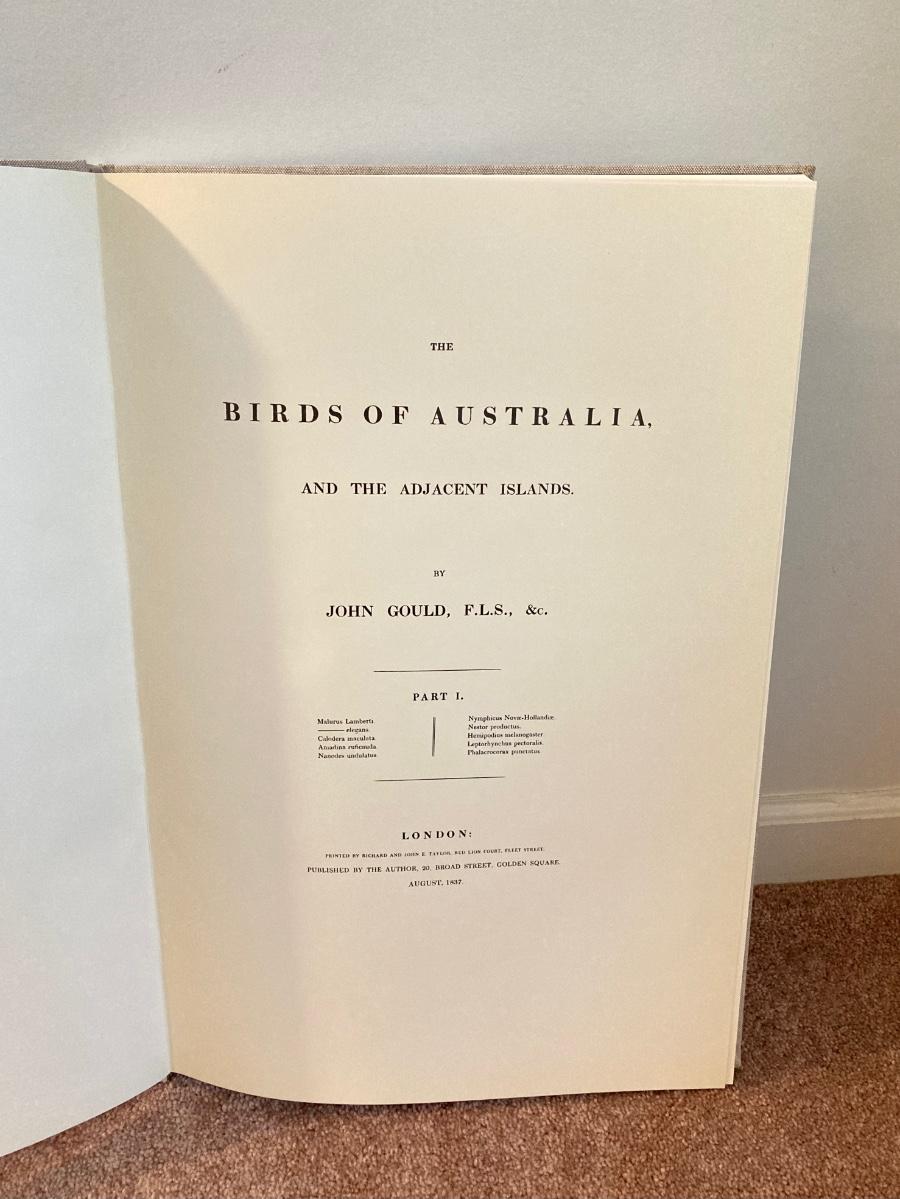 THE
BIRDS OF AUSTRALIA,
AND THE ADJACENT ISLANDS.
BY
JOHN GOULD, F.L.S., &c.
PART I.
Malurus Lamberti.
——— elegans.
Calodera maculata.
Amadina ruficauda.
Nanodes undulatus.
Nymphicus Novæ-Hollandiæ.
Nestor productus.
Hemipodius melanogaster.
Leptorhynchus pectoralis.
Phalacrocorax punctatus.
LONDON:
PRINTED BY RICHARD AND JOHN E. TAYLOR, RED LION COURT, FLEET STREET.
PUBLISHED BY THE AUTHOR, 20, BROAD STREET, GOLDEN SQUARE.
AUGUST, 1837.